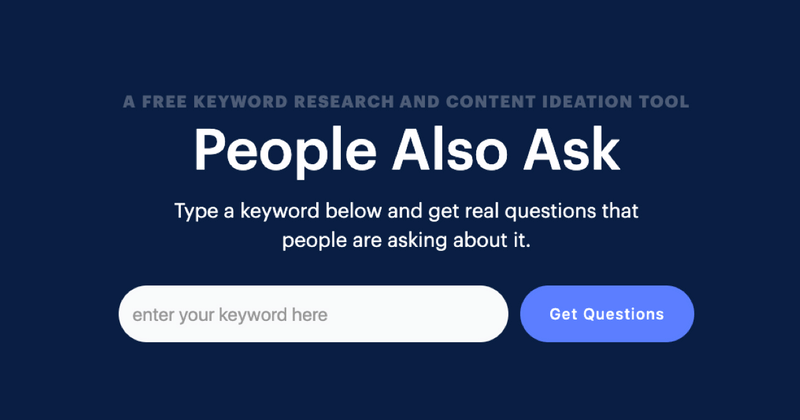 A FREE KEYWORD RESEARCH AND CONTENT IDEATION TOOL
People Also Ask
Type a keyword below and get real questions that
people are asking about it.
enter your keyword here
Get Questions